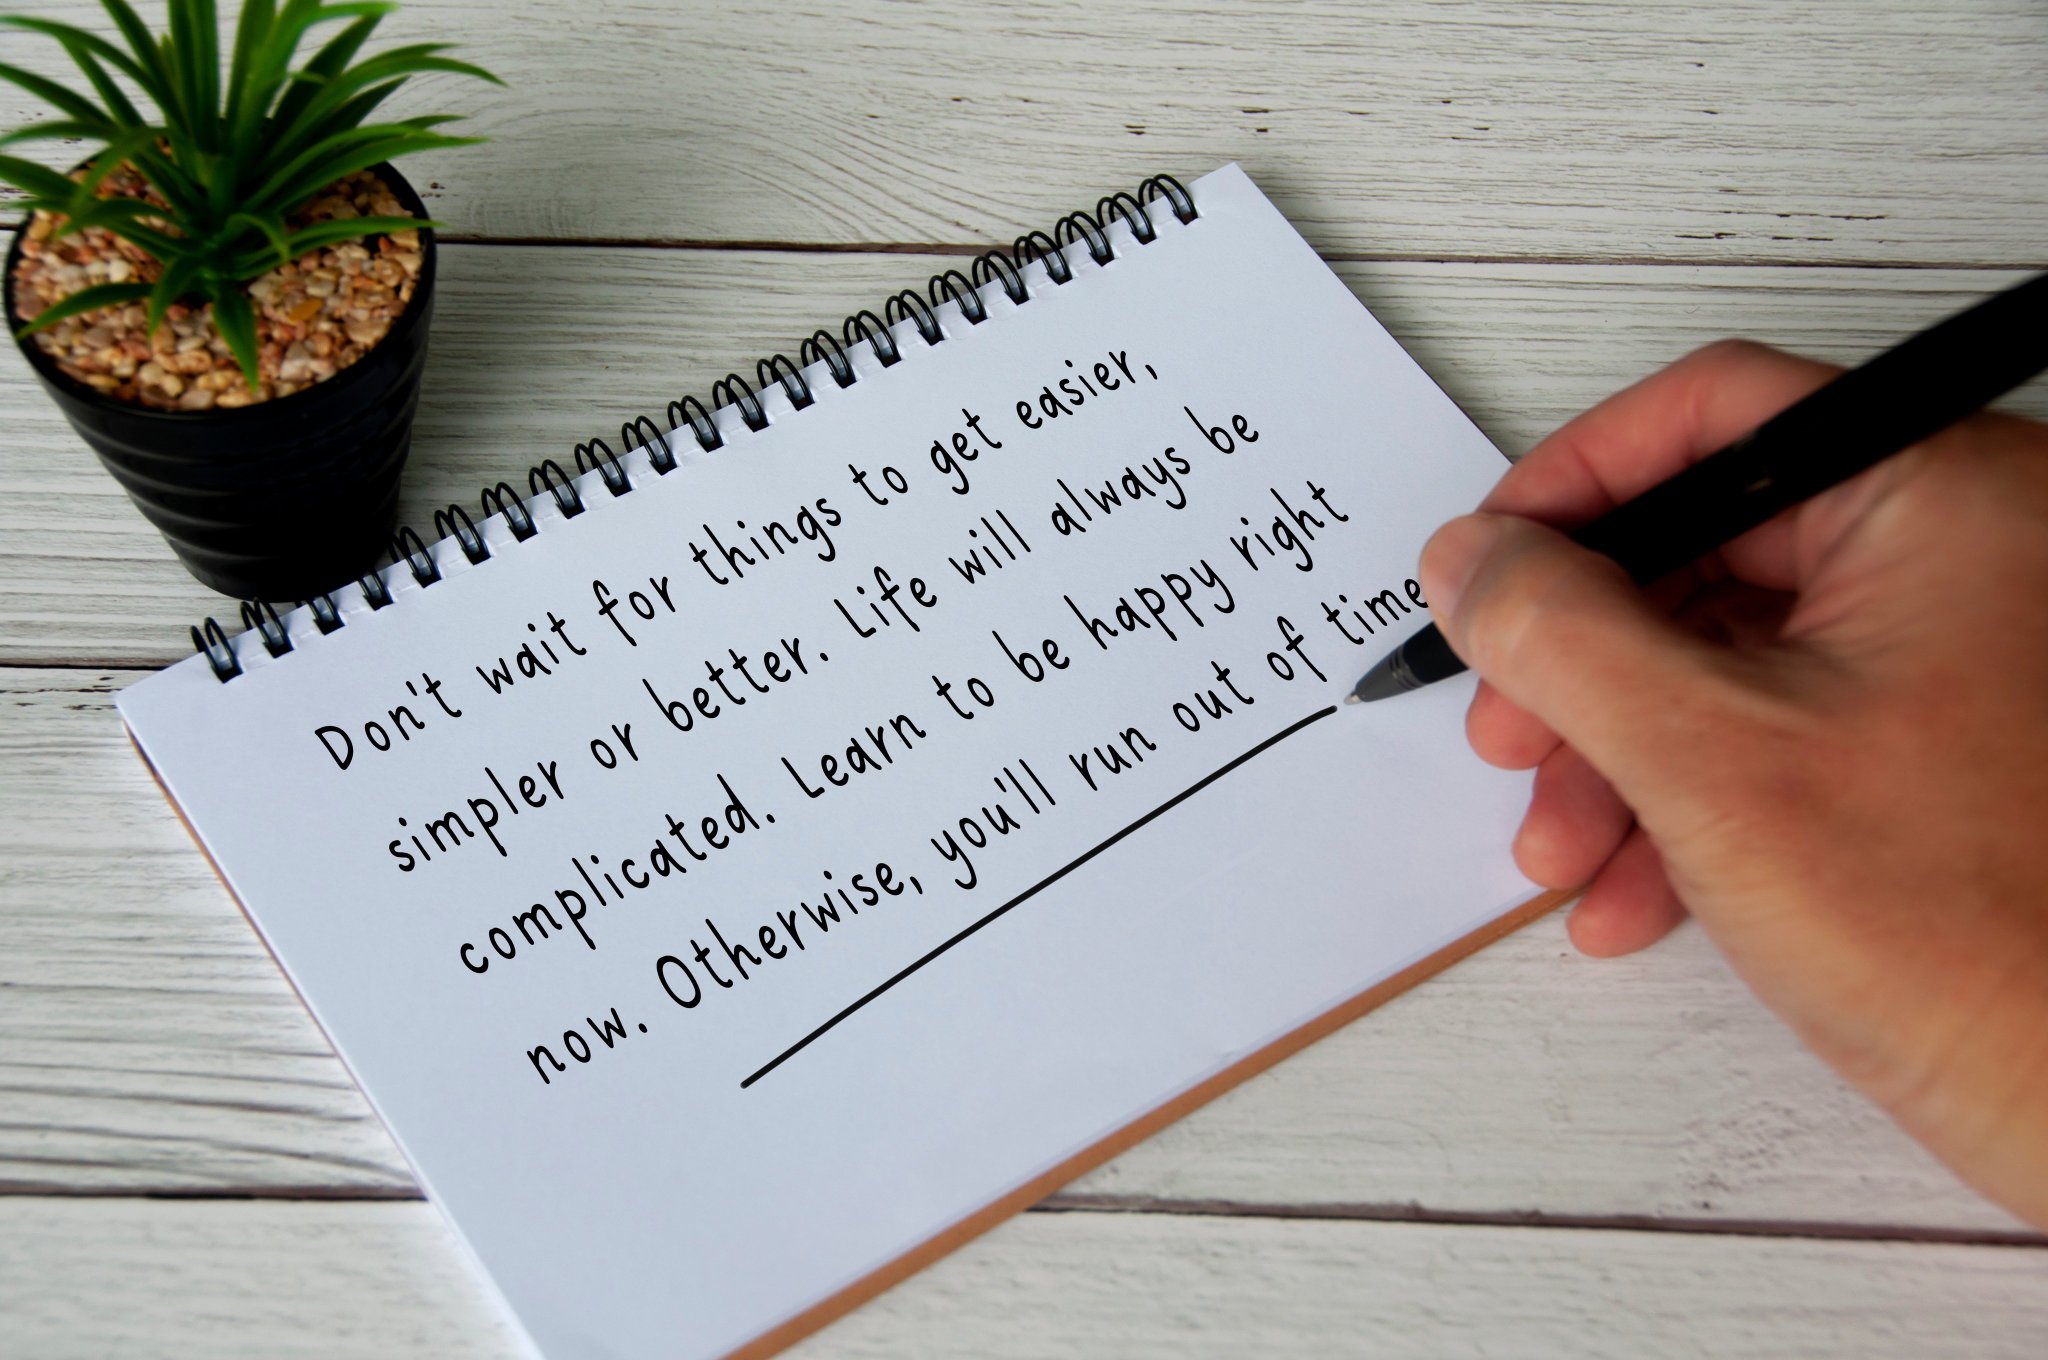 Don't wait for things to get easier,
simpler or better. Life will always be
complicated. Learn to be happy right
now. Otherwise, you'll run out of time